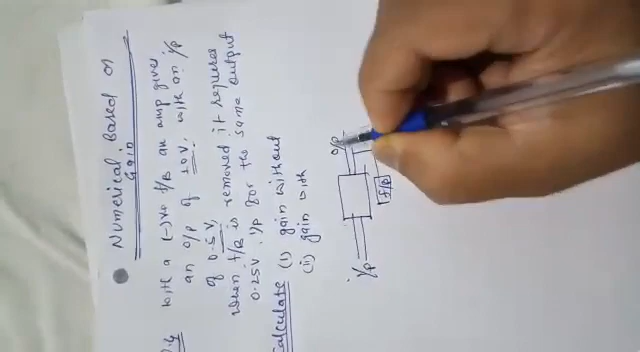 Numerical based on
Gain
with a (-)ve f/B an amp gives
an O/P of 10V, with an I/P
of 0.5V,
when f/B is removed it requires
0.25V I/P for the same output
Calculate (i) gain without
(ii) gain with
I/P
O/P
f/B